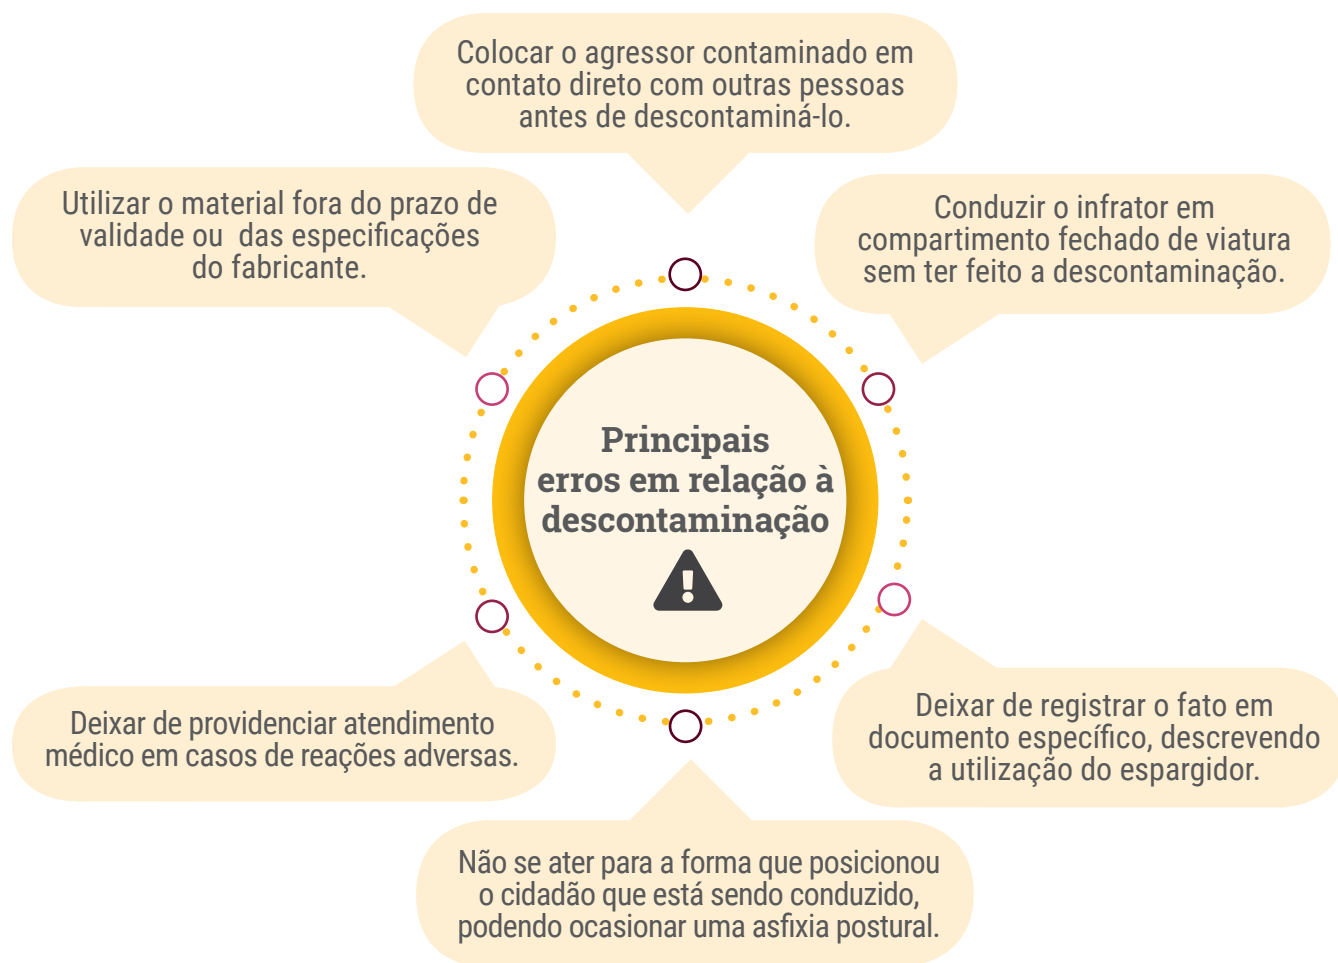 Colocar o agressor contaminado em
contato direto com outras pessoas
antes de descontaminá-lo.
Utilizar o material fora do prazo de
validade ou das especificações
do fabricante.
Conduzir o infrator em
compartimento fechado de viatura
sem ter feito a descontaminação.
Principais
erros em relação à
descontaminação
Deixar de providenciar atendimento
médico em casos de reações adversas.
Deixar de registrar o fato em
documento específico, descrevendo
a utilização do espargidor.
Não se ater para a forma que posicionou
o cidadão que está sendo conduzido,
podendo ocasionar uma asfixia postural.